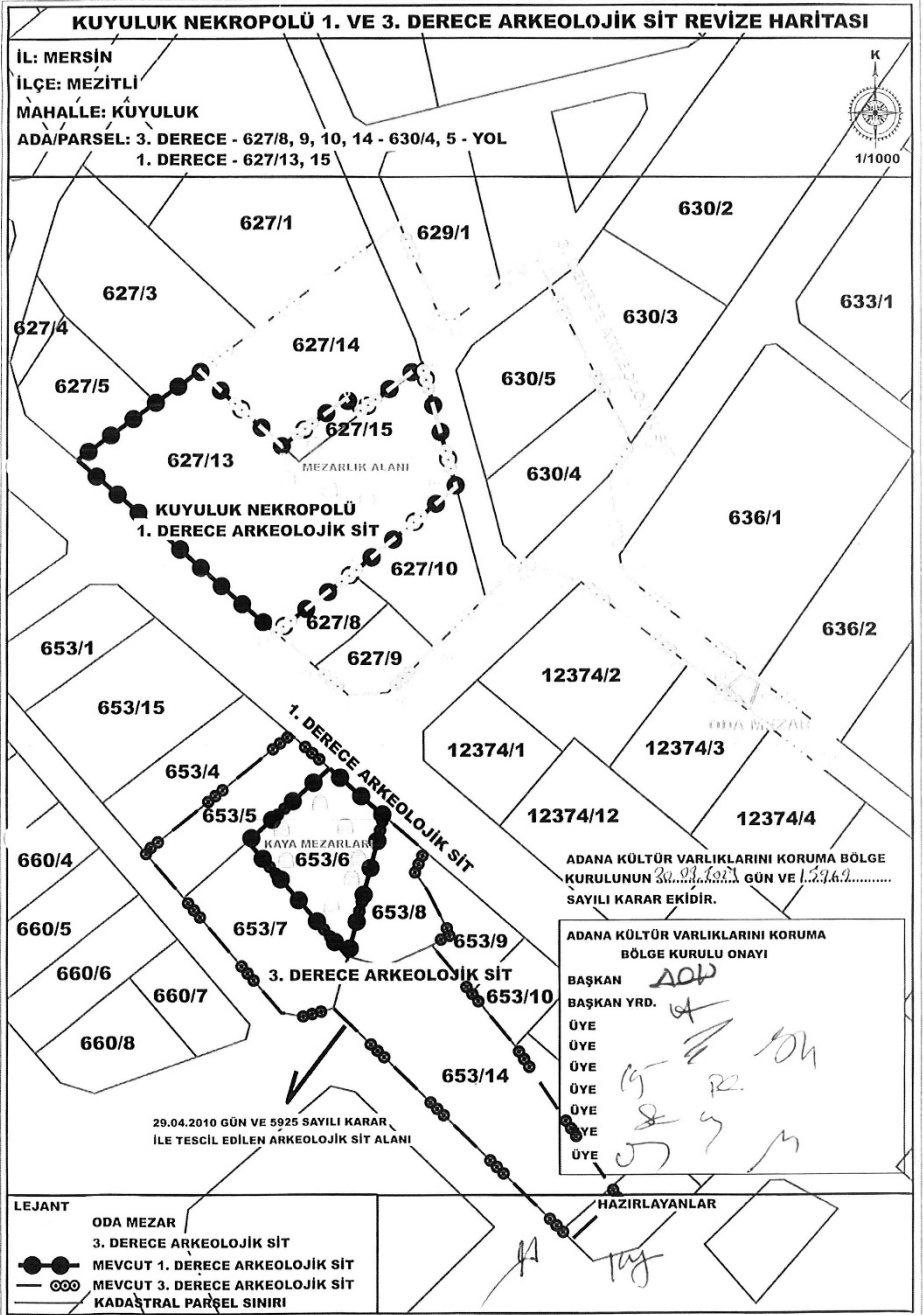 KUYULUK NEKROPOLÜ 1. VE 3. DERECE ARKEOLOJİK SİT REVİZE HARİTASI
İL: MERSİN
İLÇE: MEZİTLİ
MAHALLE: KUYULUK
ADA/PARSEL: 3. DERECE - 627/8, 9, 10, 14 - 630/4, 5 - YOL
1. DERECE - 627/13, 15
K
1/1000
627/1
629/1
630/2
627/3
633/1
627/4
630/3
627/14
627/5
630/5
627/15
627/13
MEZARLIK ALANI
630/4
KUYULUK NEKROPOLÜ
1. DERECE ARKEOLOJİK SİT
636/1
627/10
627/8
636/2
653/1
627/9
12374/2
653/15
ODA MEZAR
1. DERECE ARKEOLOJİK SİT
12374/1
12374/3
653/4
653/5
12374/12
12374/4
KAYA MEZARLARI
653/6
660/4
ADANA KÜLTÜR VARLIKLARINI KORUMA BÖLGE
KURULUNUN GÜN VE
SAYILI KARAR EKİDİR.
653/8
660/5
653/7
653/9
ADANA KÜLTÜR VARLIKLARINI KORUMA
BÖLGE KURULU ONAYI
3. DERECE ARKEOLOJİK SİT
660/6
BAŞKAN
660/7
653/10
BAŞKAN YRD.
ÜYE
660/8
ÜYE
653/14
ÜYE
ÜYE
29.04.2010 GÜN VE 5925 SAYILI KARAR
İLE TESCİL EDİLEN ARKEOLOJİK SİT ALANI
ÜYE
ÜYE
ÜYE
LEJANT
HAZIRLAYANLAR
ODA MEZAR
3. DERECE ARKEOLOJİK SİT
MEVCUT 1. DERECE ARKEOLOJİK SİT
MEVCUT 3. DERECE ARKEOLOJİK SİT
KADASTRAL PARSEL SINIRI